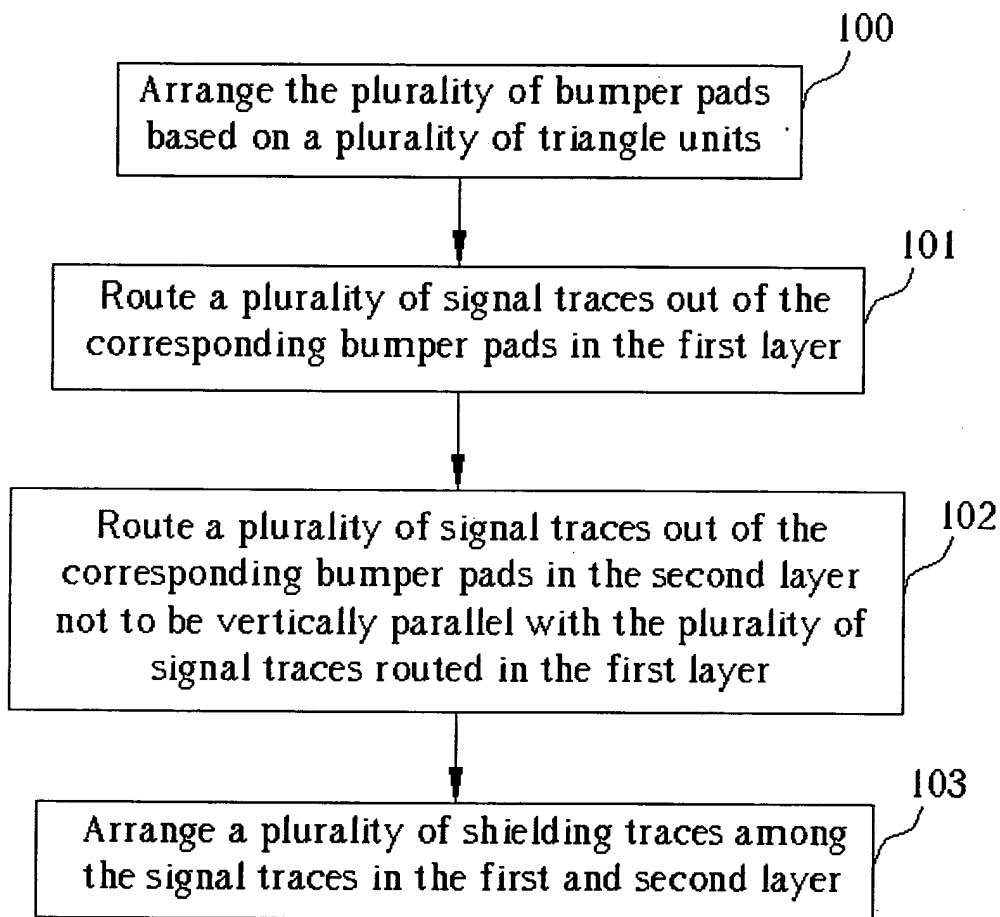 100
Arrange the plurality of bumper pads
based on a plurality of triangle units
101
Route a plurality of signal traces out of the
corresponding bumper pads in the first layer
102
Route a plurality of signal traces out of the
corresponding bumper pads in the second layer
not to be vertically parallel with the plurality of
signal traces routed in the first layer
103
Arrange a plurality of shielding traces among
the signal traces in the first and second layer